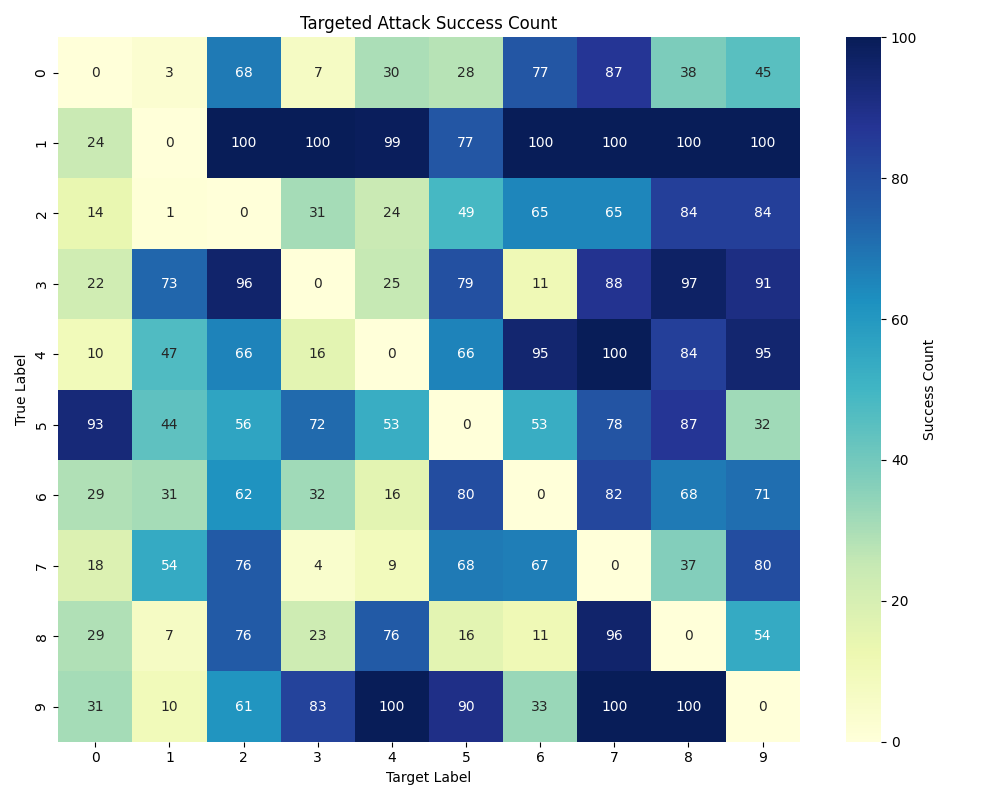 Targeted Attack Success Count
True Label
0 0 3 68 7 30 28 77 87 38 45
1 24 0 100 100 99 77 100 100 100 100
2 14 1 0 31 24 49 65 65 84 84
3 22 73 96 0 25 79 11 88 97 91
4 10 47 66 16 0 66 95 100 84 95
5 93 44 56 72 53 0 53 78 87 32
6 29 31 62 32 16 80 0 82 68 71
7 18 54 76 4 9 68 67 0 37 80
8 29 7 76 23 76 16 11 96 0 54
9 31 10 61 83 100 90 33 100 100 0
0 1 2 3 4 5 6 7 8 9
Target Label
100
80
60
40
20
0
Success Count